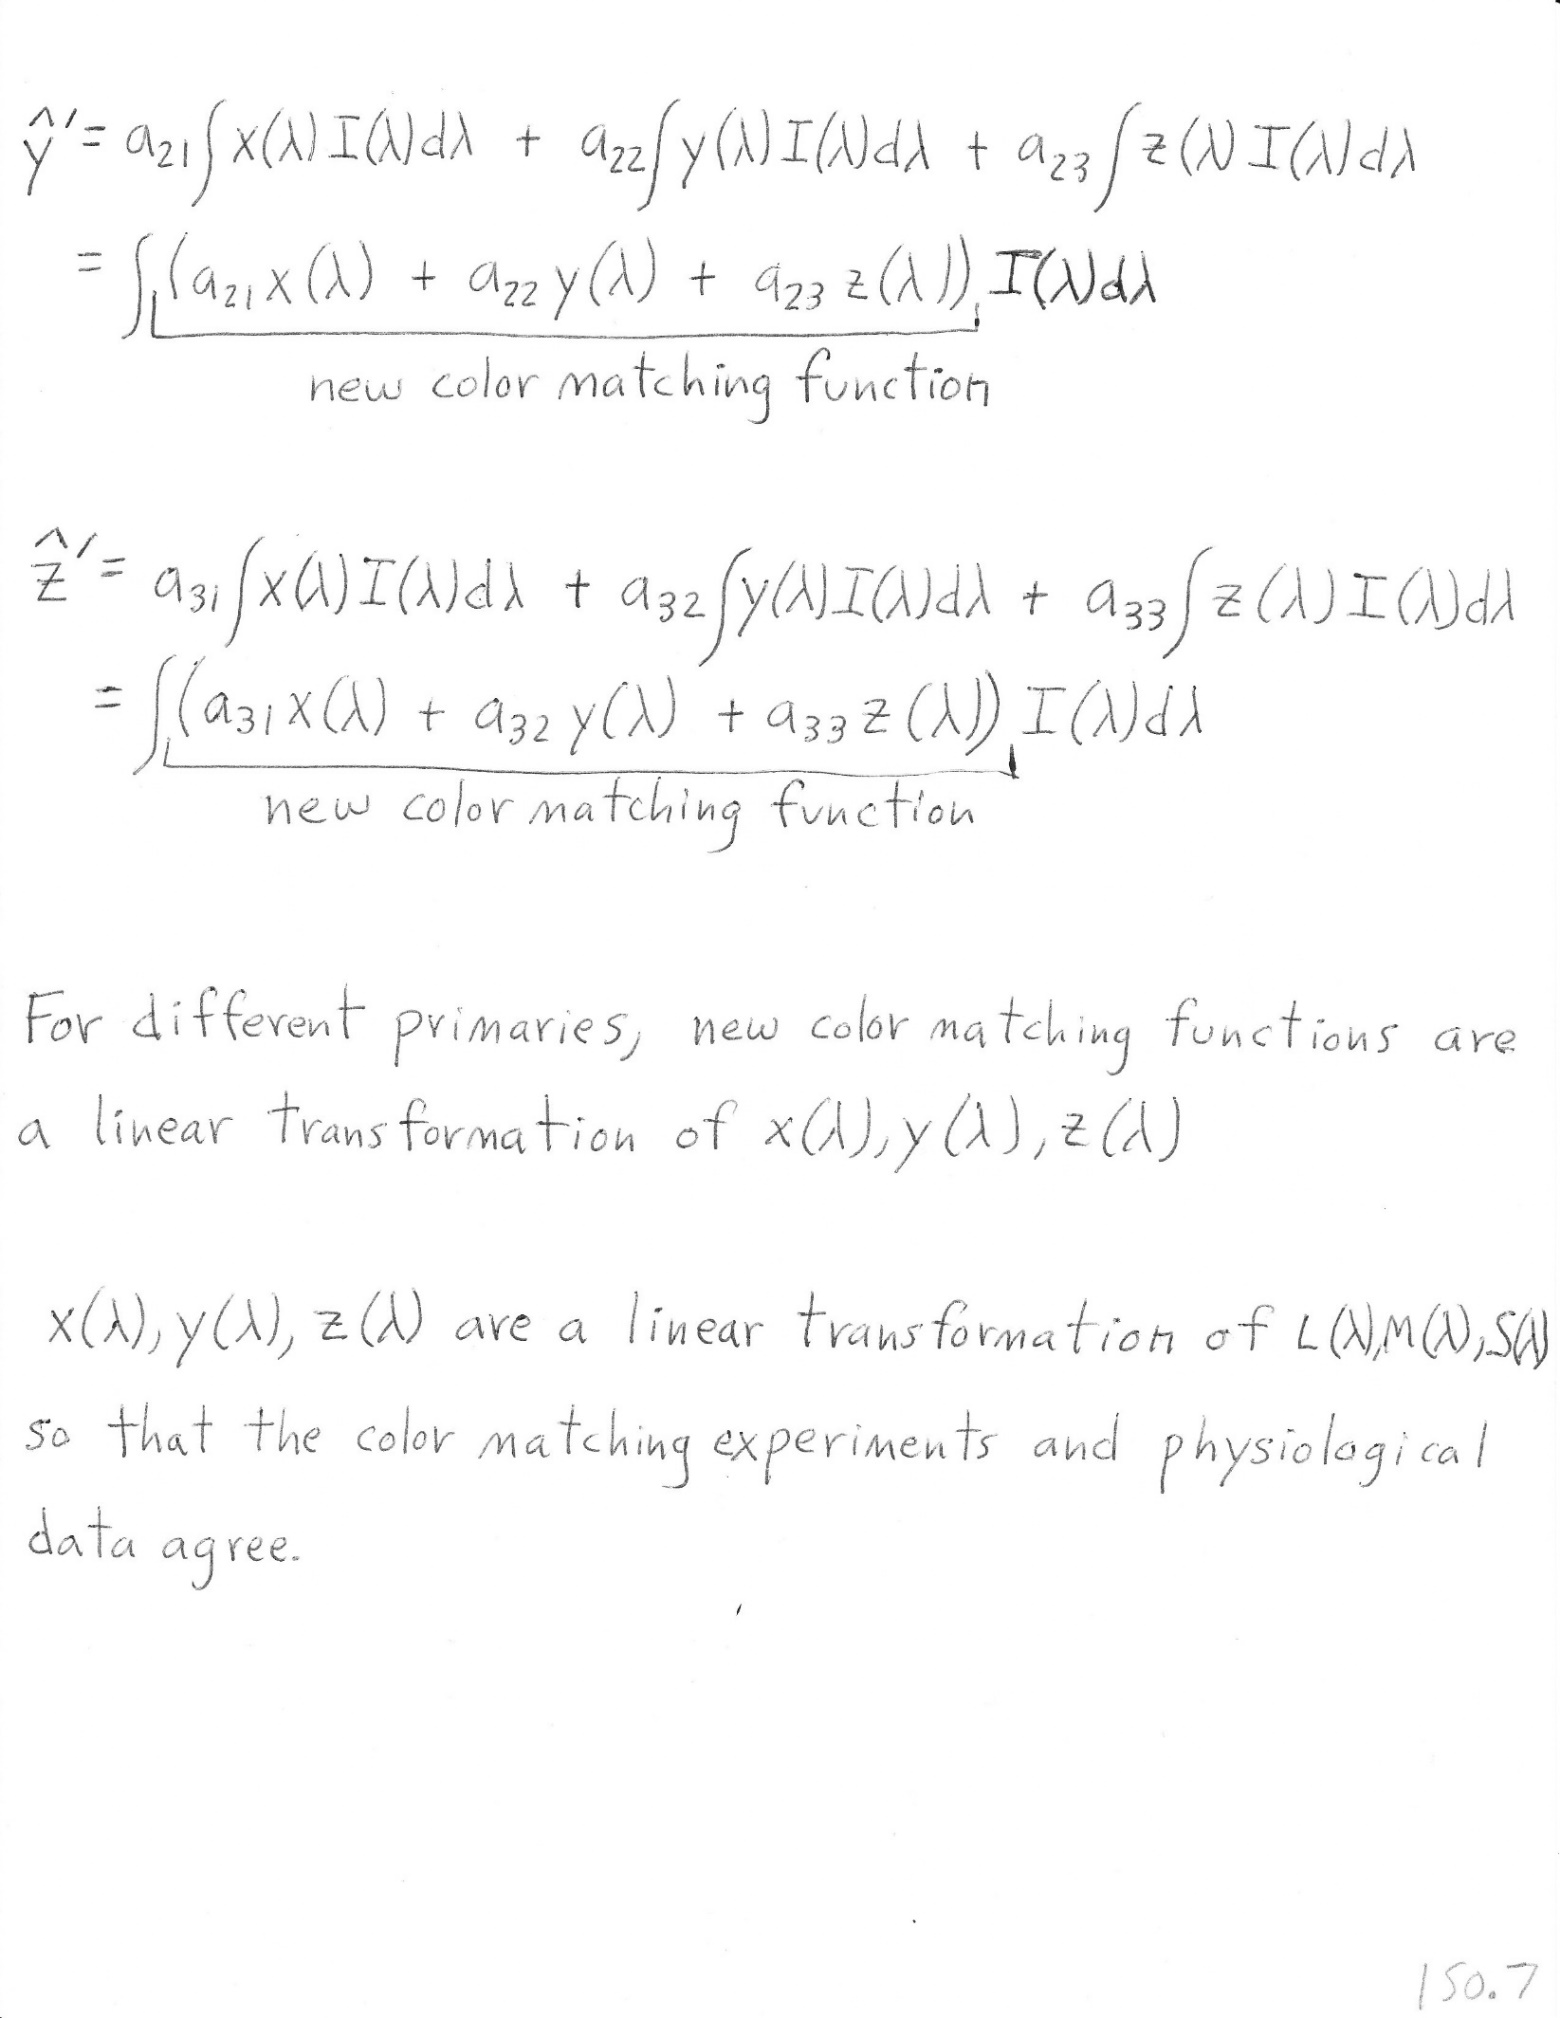 ŷ' = a₂₁∫x(λ)I(λ)dλ + a₂₂∫y(λ)I(λ)dλ + a₂₃∫z(λ)I(λ)dλ
= ∫(a₂₁x(λ) + a₂₂y(λ) + a₂₃z(λ)) I(λ)dλ
new color matching function
ẑ' = a₃₁∫x(λ)I(λ)dλ + a₃₂∫y(λ)I(λ)dλ + a₃₃∫z(λ)I(λ)dλ
= ∫(a₃₁x(λ) + a₃₂y(λ) + a₃₃z(λ)) I(λ)dλ
new color matching function
For different primaries, new color matching functions are
a linear transformation of x(λ), y(λ), z(λ)
x(λ), y(λ), z(λ) are a linear transformation of L(λ), M(λ), S(λ)
so that the color matching experiments and physiological
data agree.
150.7